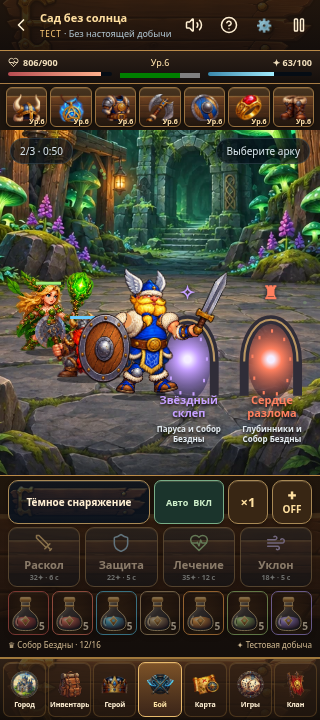 Сад без солнца
ТЕСТ · Без настоящей добычи
806/900
Ур.6
✦ 63/100
Ур.6 Ур.6 Ур.6 Ур.6 Ур.6 Ур.6 Ур.6
2/3 · 0:50
Выберите арку
Звёздный склеп
Паруса и Собор Бездны
Сердце разлома
Глубинники и Собор Бездны
Тёмное снаряжение
Авто ВКЛ
×1
+ OFF
Раскол
32✦ · 6 с
Защита
22✦ · 5 с
Лечение
35✦ · 12 с
Уклон
18✦ · 5 с
5 5 5 5 5 5 5
♛ Собор Бездны · 12/16
✦ Тестовая добыча
Город
Инвентарь
Герой
Бой
Карта
Игры
Клан